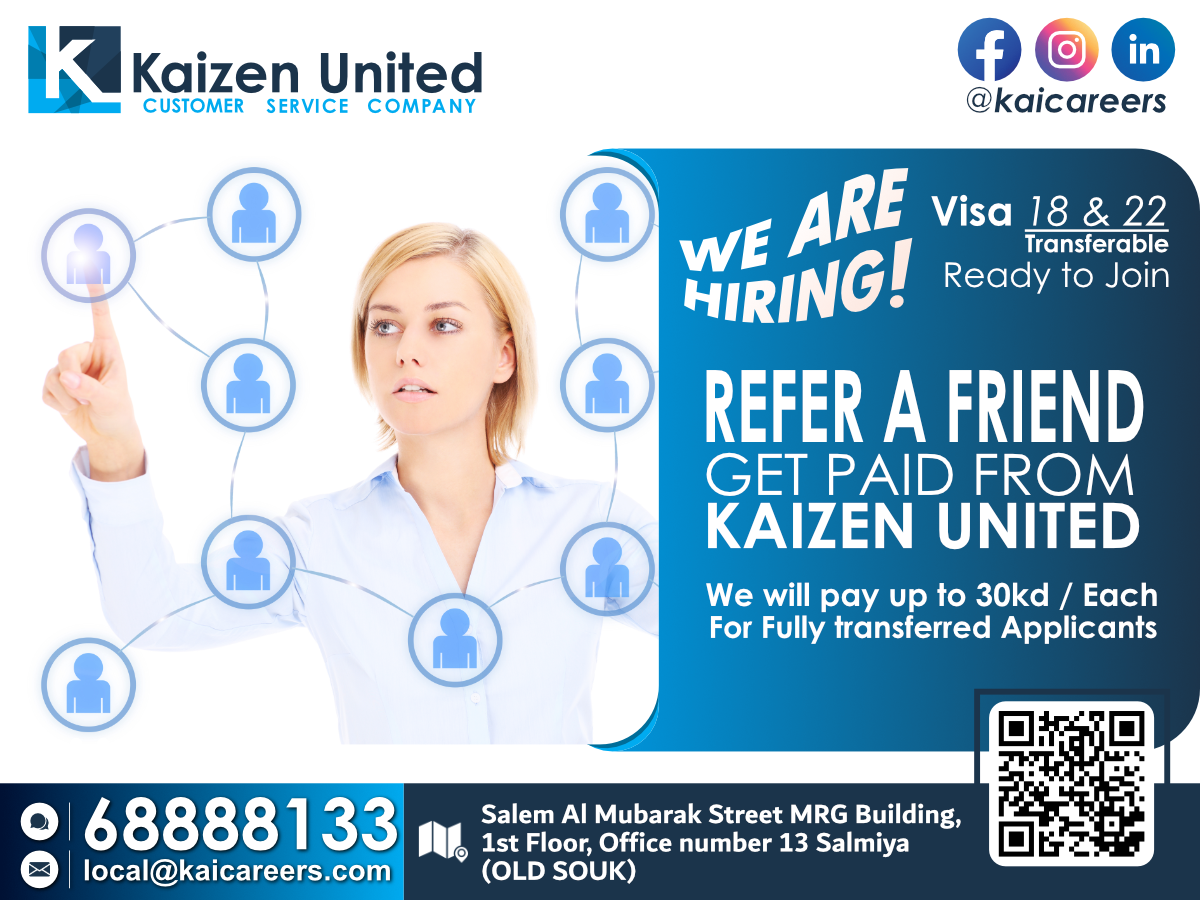 K
Kaizen United
CUSTOMER SERVICE COMPANY
f
in
@kaicareers
WE ARE
HIRING!
Visa 18 & 22
Transferable
Ready to Join
REFER A FRIEND
GET PAID FROM
KAIZEN UNITED
We will pay up to 30kd / Each
For Fully transferred Applicants
68888133
local@kaicareers.com
Salem Al Mubarak Street MRG Building,
1st Floor, Office number 13 Salmiya
(OLD SOUK)